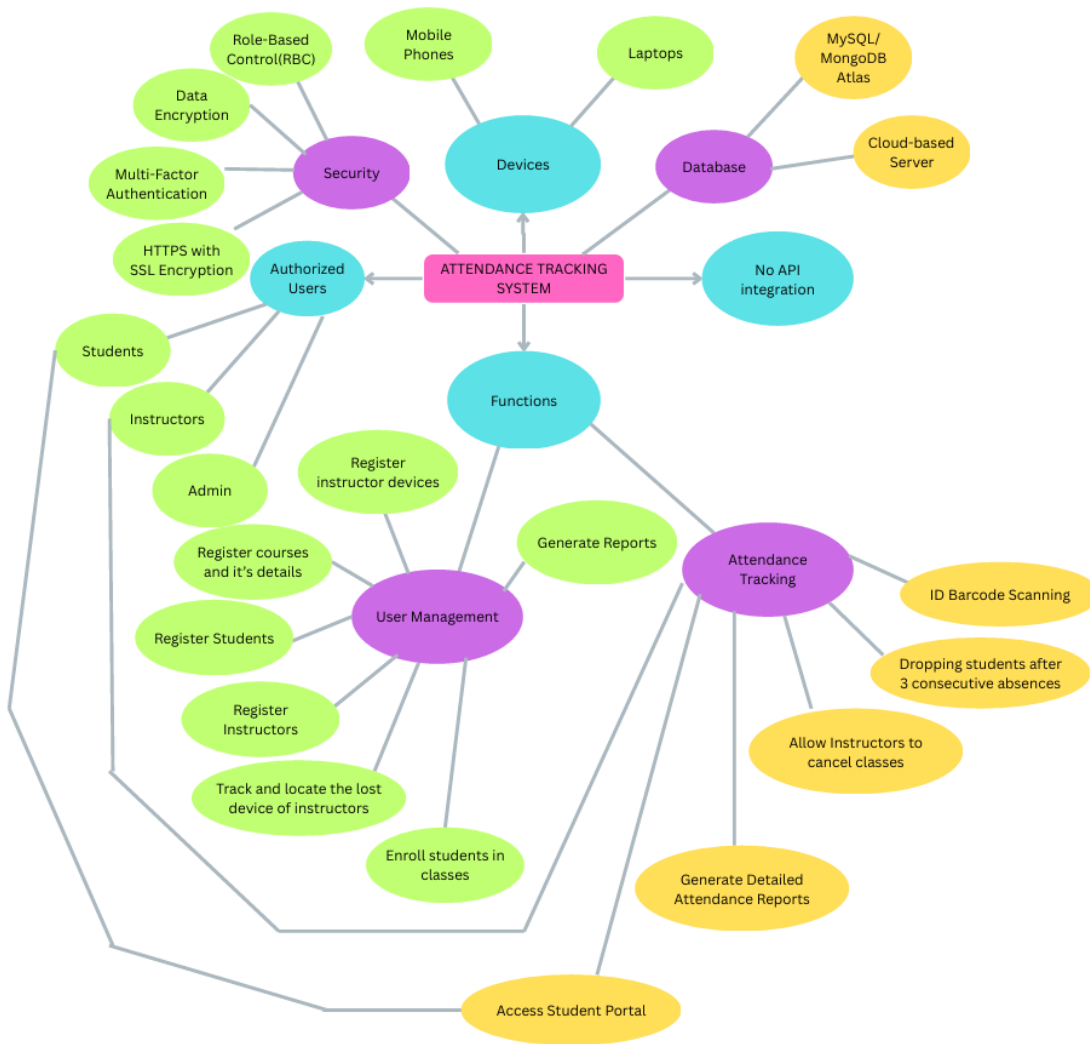 Role-Based
Control(RBC)
Mobile
Phones
Laptops
MySQL/
MongoDB
Atlas
Data
Encryption
Cloud-based
Server
Security
Devices
Database
Multi-Factor
Authentication
HTTPS with
SSL Encryption
Authorized
Users
ATTENDANCE TRACKING
SYSTEM
No API
integration
Students
Instructors
Admin
Functions
Register
instructor devices
Generate Reports
Register courses
and it's details
Attendance
Tracking
ID Barcode Scanning
User Management
Register Students
Dropping students after
3 consecutive absences
Register
Instructors
Allow Instructors to
cancel classes
Track and locate the lost
device of instructors
Enroll students in
classes
Generate Detailed
Attendance Reports
Access Student Portal